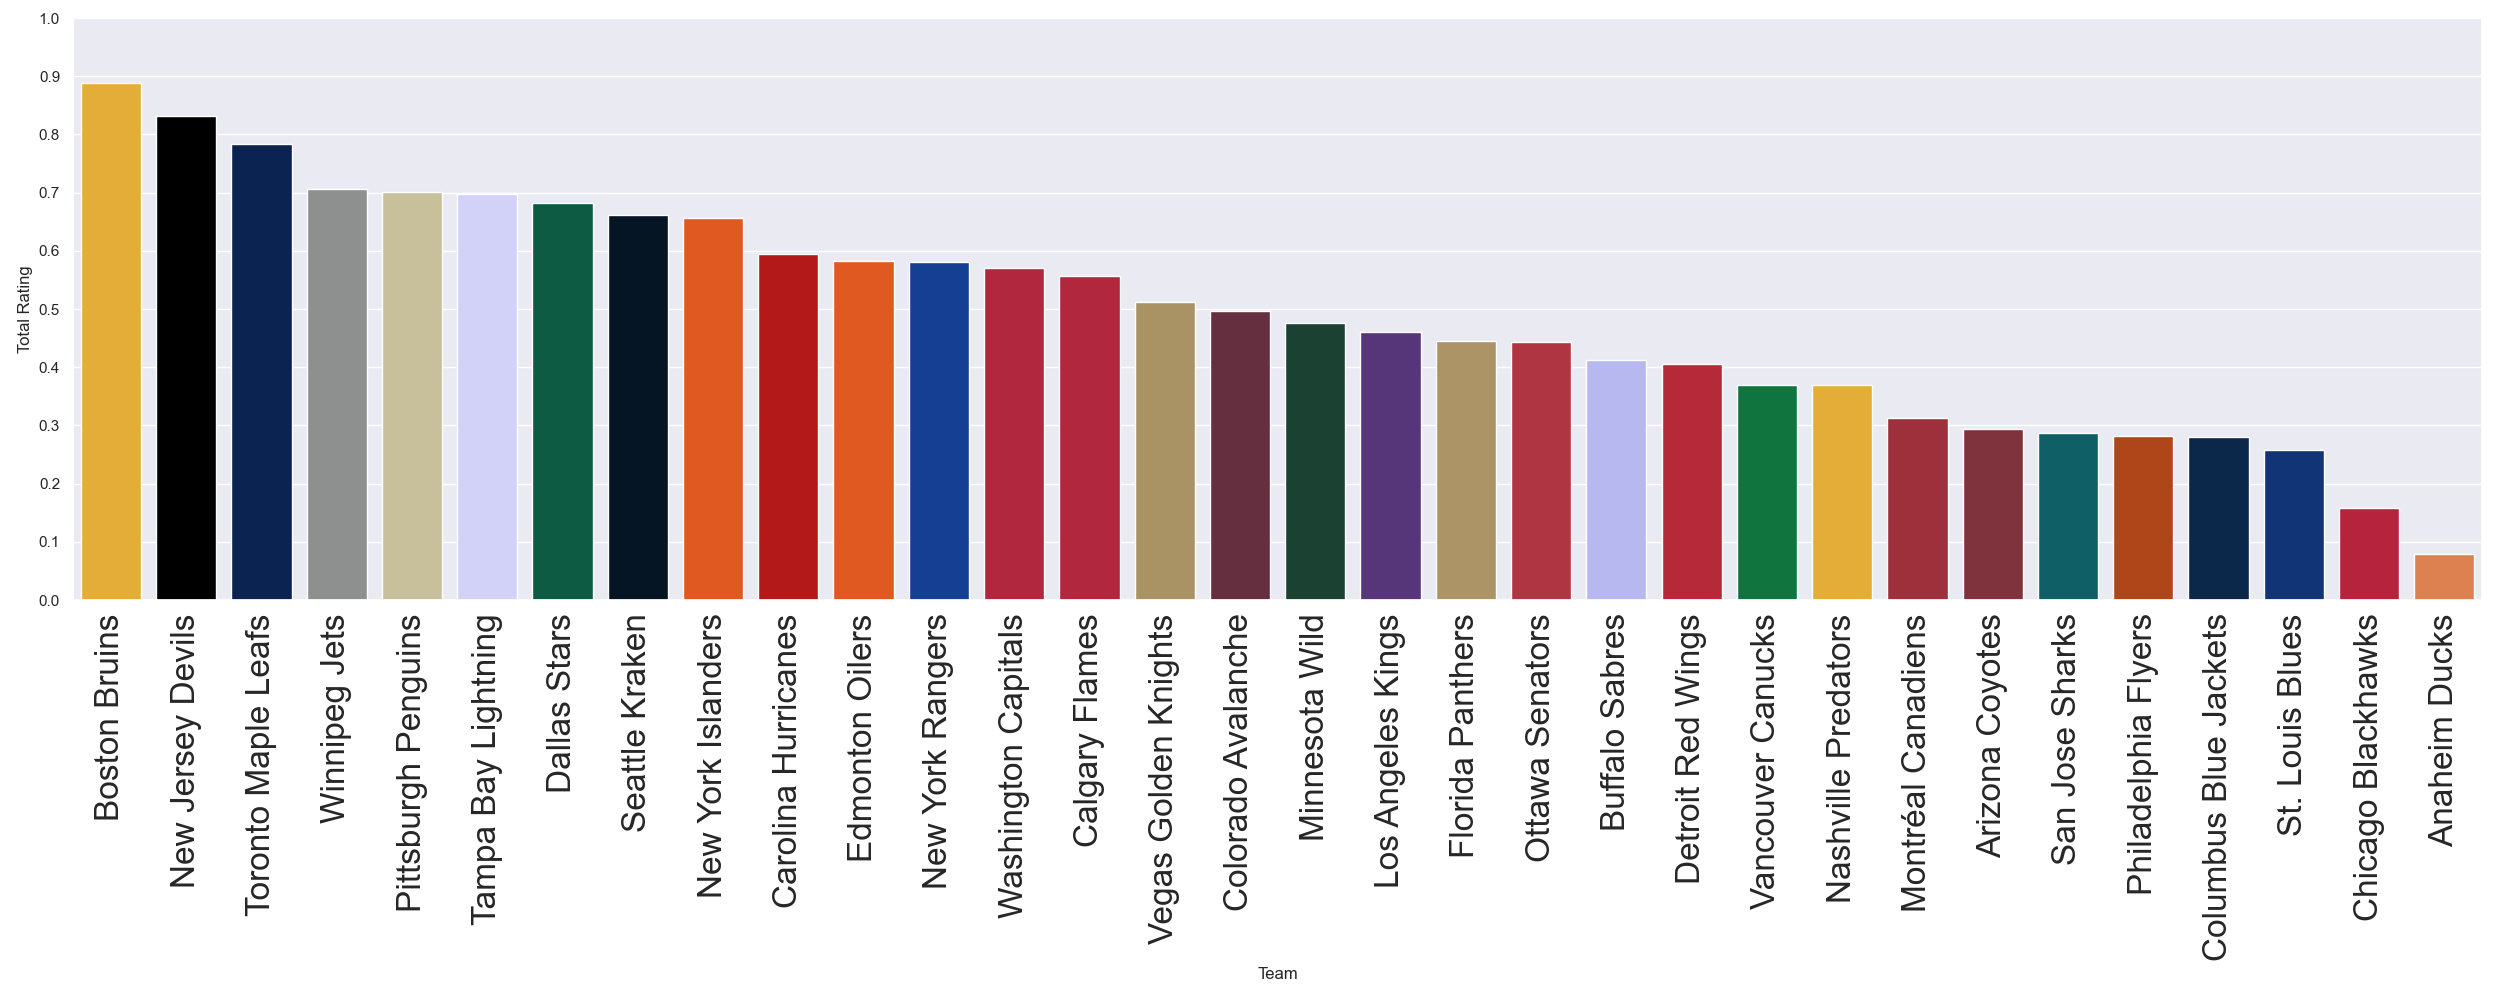 1.0
0.9
0.8
0.7
0.6
0.5
0.4
0.3
0.2
0.1
0.0
Total Rating
Boston Bruins
New Jersey Devils
Toronto Maple Leafs
Winnipeg Jets
Pittsburgh Penguins
Tampa Bay Lightning
Dallas Stars
Seattle Kraken
New York Islanders
Carolina Hurricanes
Edmonton Oilers
New York Rangers
Washington Capitals
Calgary Flames
Vegas Golden Knights
Colorado Avalanche
Minnesota Wild
Los Angeles Kings
Florida Panthers
Ottawa Senators
Buffalo Sabres
Detroit Red Wings
Vancouver Canucks
Nashville Predators
Montréal Canadiens
Arizona Coyotes
San Jose Sharks
Philadelphia Flyers
Columbus Blue Jackets
St. Louis Blues
Chicago Blackhawks
Anaheim Ducks
Team